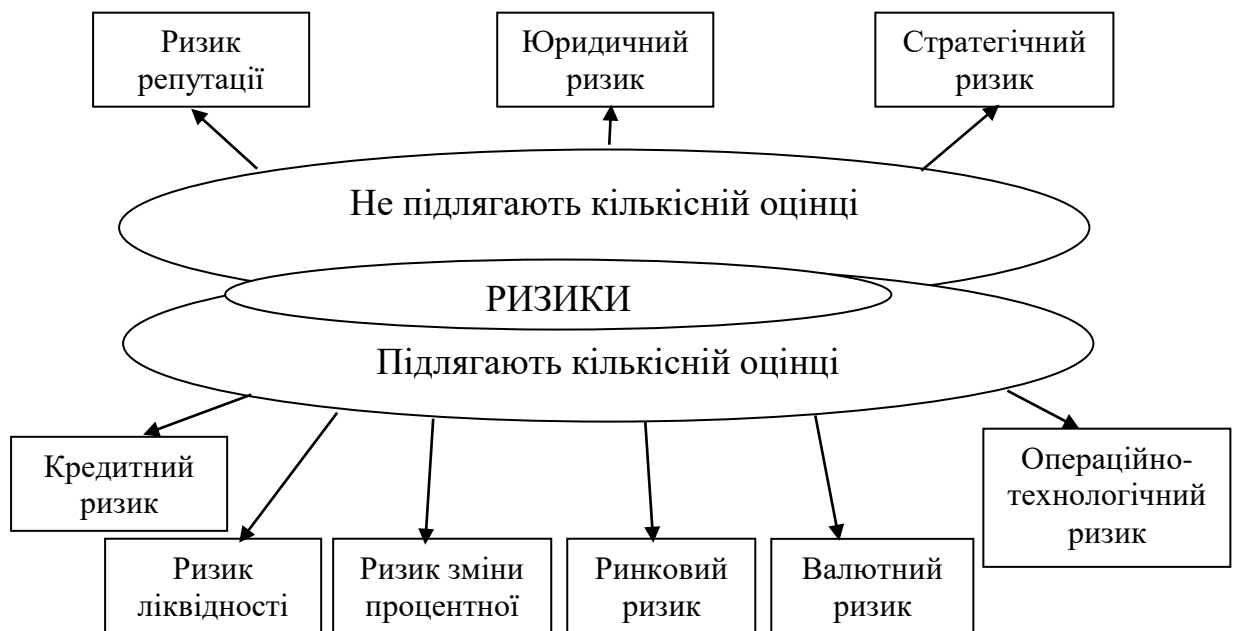 Ризик
репутації
Юридичний
ризик
Стратегічний
ризик
Не підлягають кількісній оцінці
РИЗИКИ
Підлягають кількісній оцінці
Кредитний
ризик
Ризик
ліквідності
Ризик зміни
процентної
Ринковий
ризик
Валютний
ризик
Операційно-
технологічний
ризик